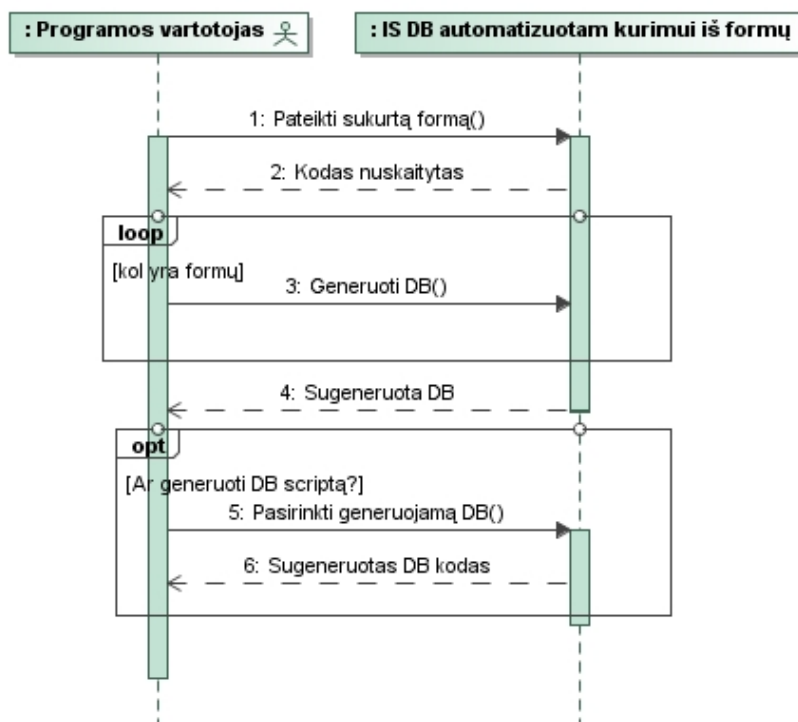 : Programos vartotojas
: IS DB automatizuotam kurimui iš formų
1: Pateikti sukurtą formą()
2: Kodas nuskaitytas
loop
[kol yra formų]
3: Generuoti DB()
4: Sugeneruota DB
opt
[Ar generuoti DB scriptą?]
5: Pasirinkti generuojamą DB()
6: Sugeneruotas DB kodas